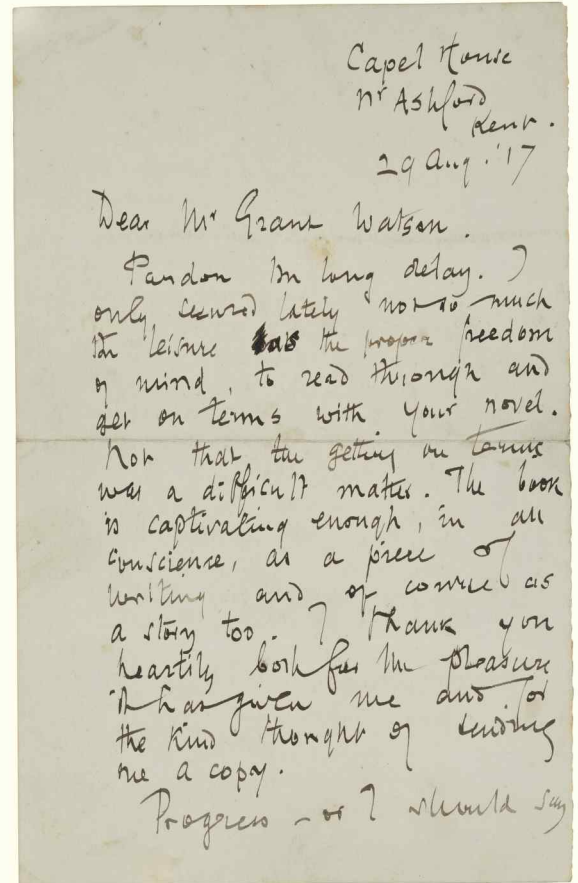 Capel House
Nr Ashford
Kent.
29 Aug. '17
Dear Mr Grant Watson.
Pardon the long delay. I
only secured lately not so much
the leisure as the proper freedom
of mind, to read through and
get on terms with your novel.
Not that the getting on terms
was a difficult matter. The book
is captivating enough, in all
conscience, as a piece of
writing and of course as
a story too. I thank you
heartily both for the pleasure
it has given me and for
the kind thought of sending
me a copy.
Progress – or I should say